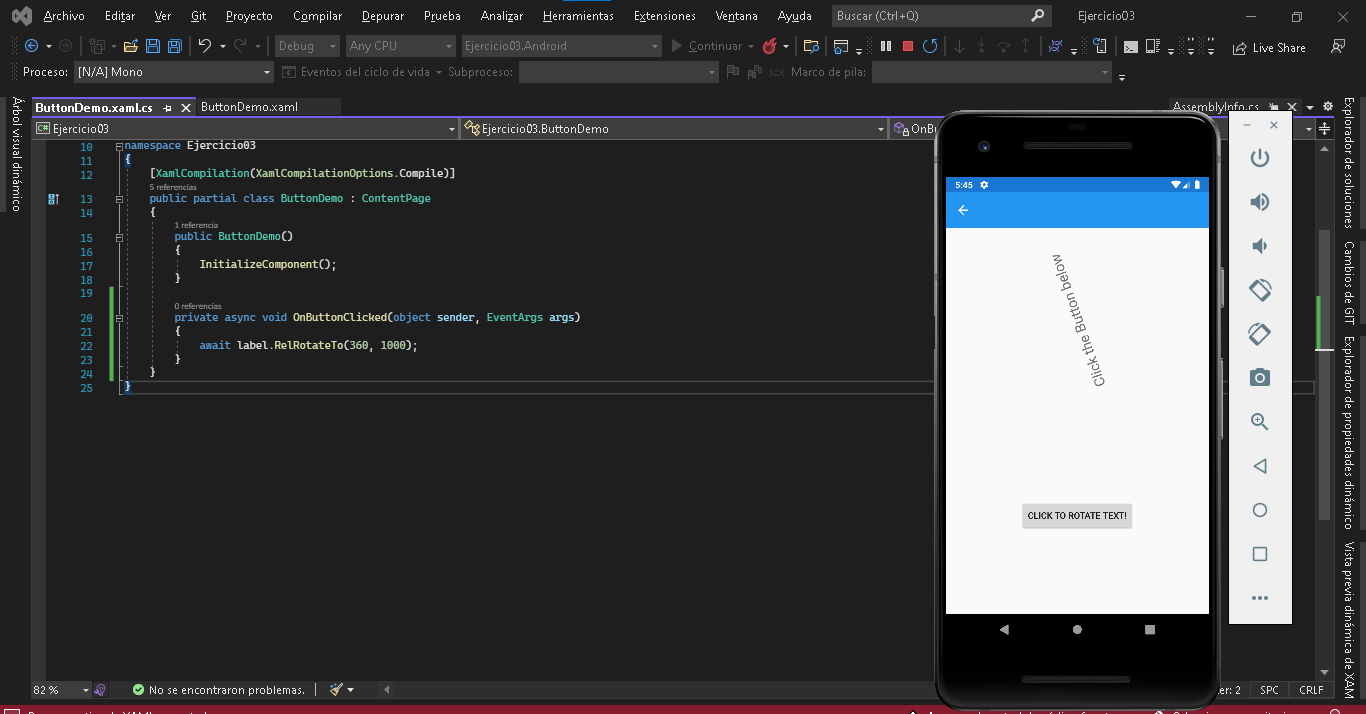 Archivo Editar Ver Git Proyecto Compilar Depurar Prueba Analizar Herramientas Extensiones Ventana Ayuda Buscar (Ctrl+Q) Ejercicio03
Debug Any CPU Ejercicio03.Android Continuar Live Share
Proceso: [N/A] Mono Eventos del ciclo de vida Subproceso: Marco de pila:
ButtonDemo.xaml.cs ButtonDemo.xaml AssemblyInfo.cs
Ejercicio03 Ejercicio03.ButtonDemo
Árbol visual dinámico
10 namespace Ejercicio03
11 {
12 [XamlCompilation(XamlCompilationOptions.Compile)]
5 referencias
13 public partial class ButtonDemo : ContentPage
14 {
1 referencia
15 public ButtonDemo()
16 {
17 InitializeComponent();
18 }
19
0 referencias
20 private async void OnButtonClicked(object sender, EventArgs args)
21 {
22 await label.RelRotateTo(360, 1000);
23 }
24 }
25 }
5:45
Click the Button below
CLICK TO ROTATE TEXT!
Explorador de soluciones
Cambios de GIT
Explorador de propiedades dinámico
Vista previa dinámica de XAM
82 % No se encontraron problemas. SPC CRLF